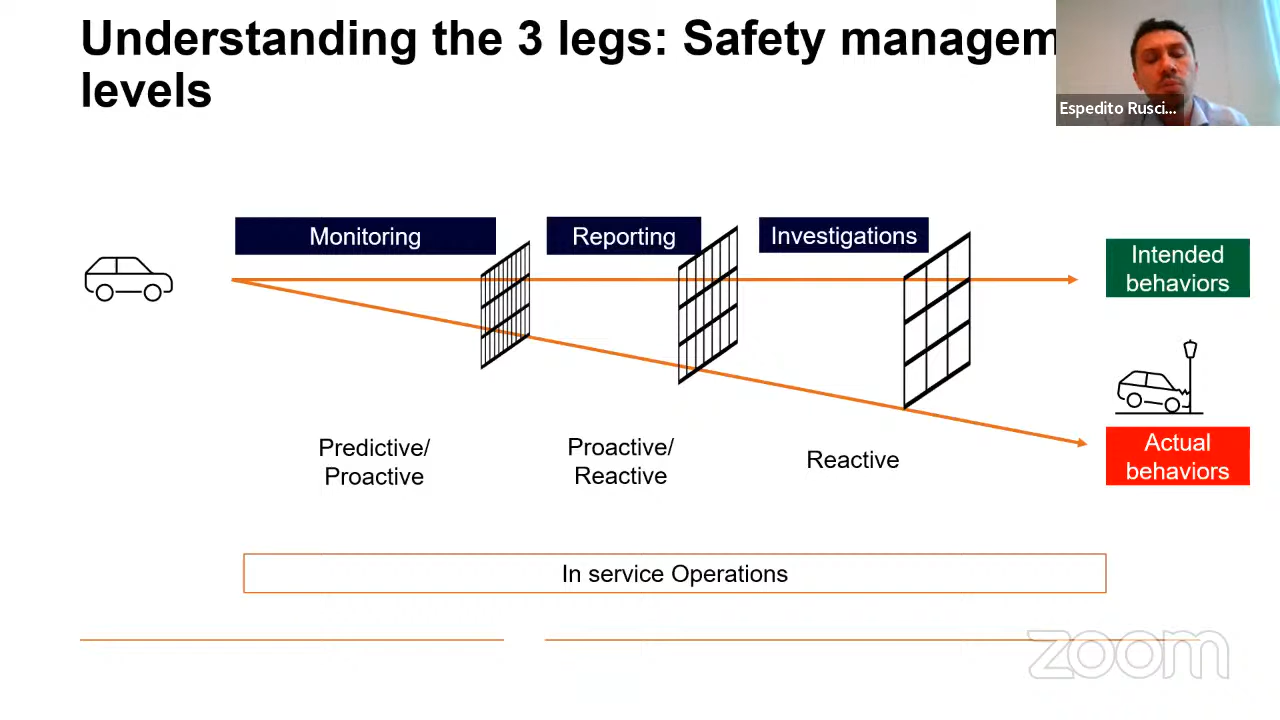 Understanding the 3 legs: Safety managem
levels
Espedito Rusci...
Monitoring
Reporting
Investigations
Intended
behaviors
Actual
behaviors
Predictive/
Proactive
Proactive/
Reactive
Reactive
In service Operations
zoom